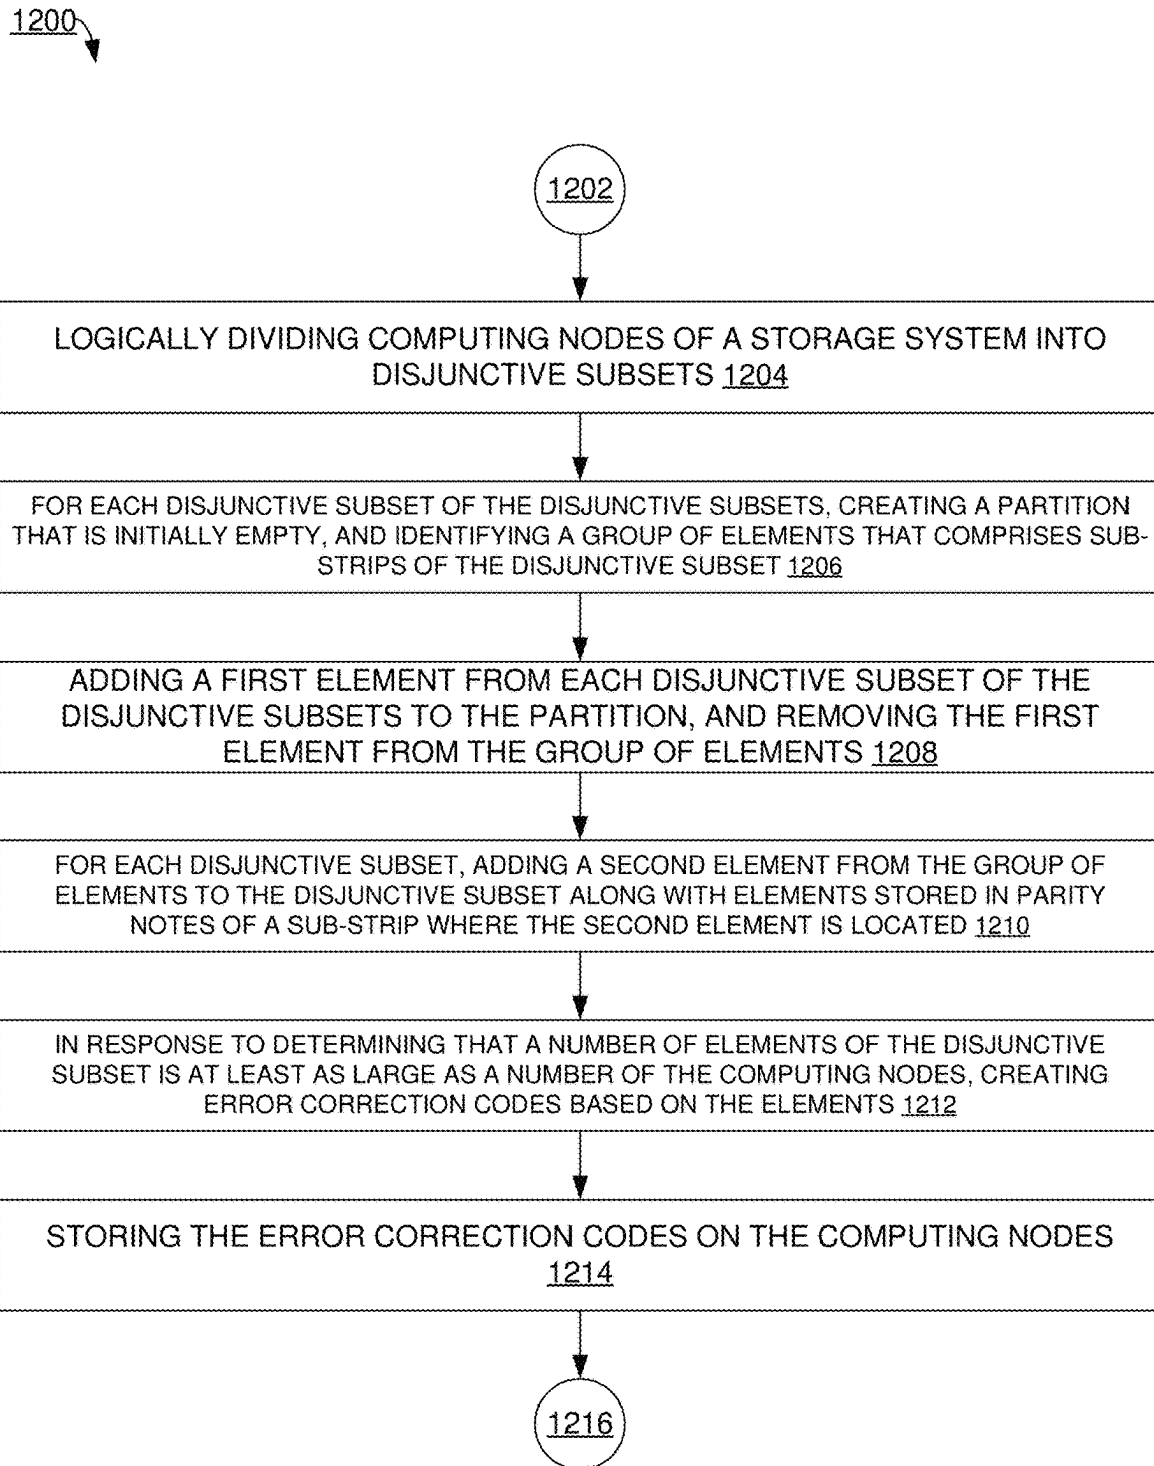 1200
1202
LOGICALLY DIVIDING COMPUTING NODES OF A STORAGE SYSTEM INTO
DISJUNCTIVE SUBSETS 1204
FOR EACH DISJUNCTIVE SUBSET OF THE DISJUNCTIVE SUBSETS, CREATING A PARTITION
THAT IS INITIALLY EMPTY, AND IDENTIFYING A GROUP OF ELEMENTS THAT COMPRISES SUB-
STRIPS OF THE DISJUNCTIVE SUBSET 1206
ADDING A FIRST ELEMENT FROM EACH DISJUNCTIVE SUBSET OF THE
DISJUNCTIVE SUBSETS TO THE PARTITION, AND REMOVING THE FIRST
ELEMENT FROM THE GROUP OF ELEMENTS 1208
FOR EACH DISJUNCTIVE SUBSET, ADDING A SECOND ELEMENT FROM THE GROUP OF
ELEMENTS TO THE DISJUNCTIVE SUBSET ALONG WITH ELEMENTS STORED IN PARITY
NOTES OF A SUB-STRIP WHERE THE SECOND ELEMENT IS LOCATED 1210
IN RESPONSE TO DETERMINING THAT A NUMBER OF ELEMENTS OF THE DISJUNCTIVE
SUBSET IS AT LEAST AS LARGE AS A NUMBER OF THE COMPUTING NODES, CREATING
ERROR CORRECTION CODES BASED ON THE ELEMENTS 1212
STORING THE ERROR CORRECTION CODES ON THE COMPUTING NODES
1214
1216